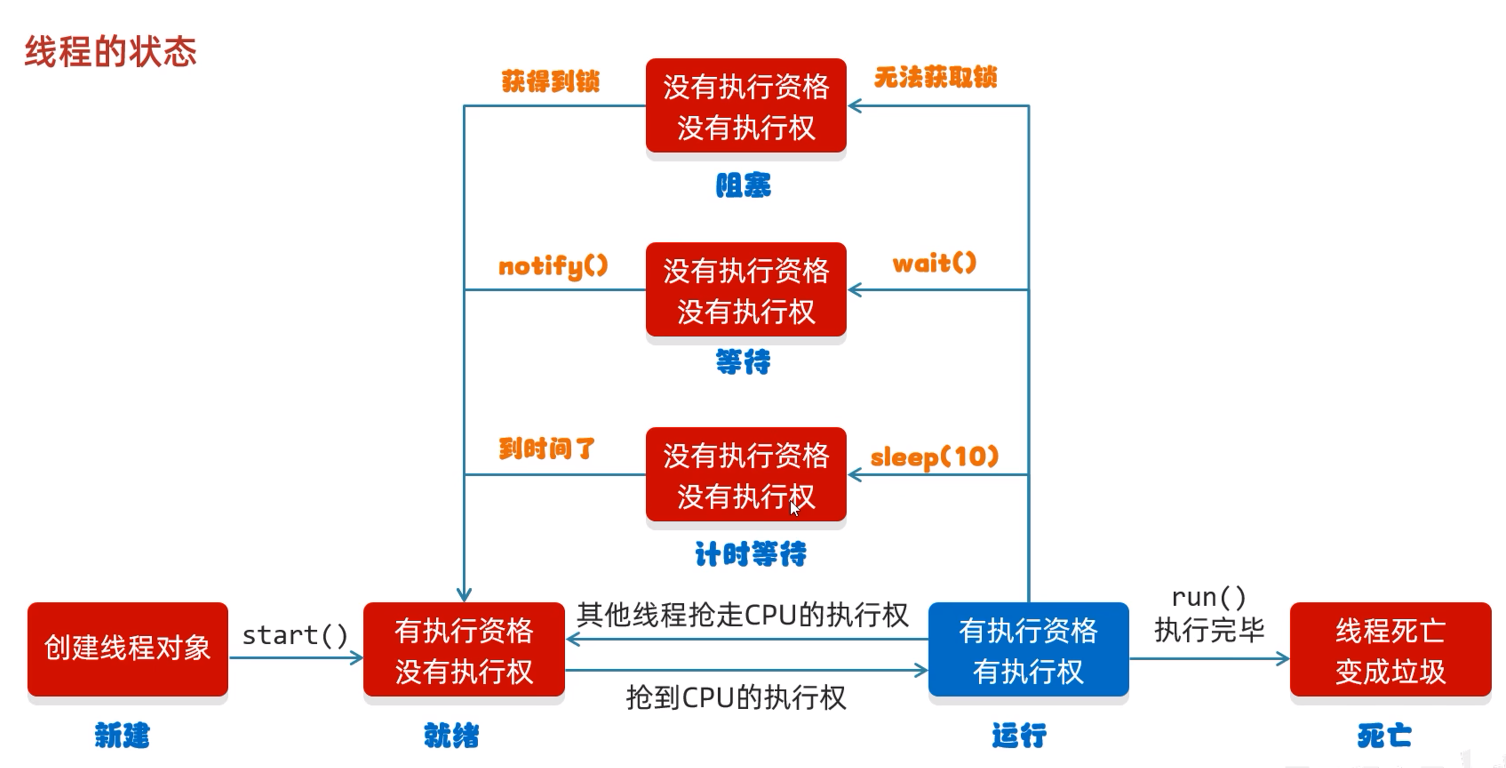 线程的状态
获得到锁
没有执行资格
没有执行权
无法获取锁
阻塞
notify()
没有执行资格
没有执行权
wait()
等待
到时间了
没有执行资格
没有执行权
sleep(10)
计时等待
创建线程对象
start()
有执行资格
没有执行权
其他线程抢走CPU的执行权
抢到CPU的执行权
有执行资格
有执行权
run()
执行完毕
线程死亡
变成垃圾
新建
就绪
运行
死亡